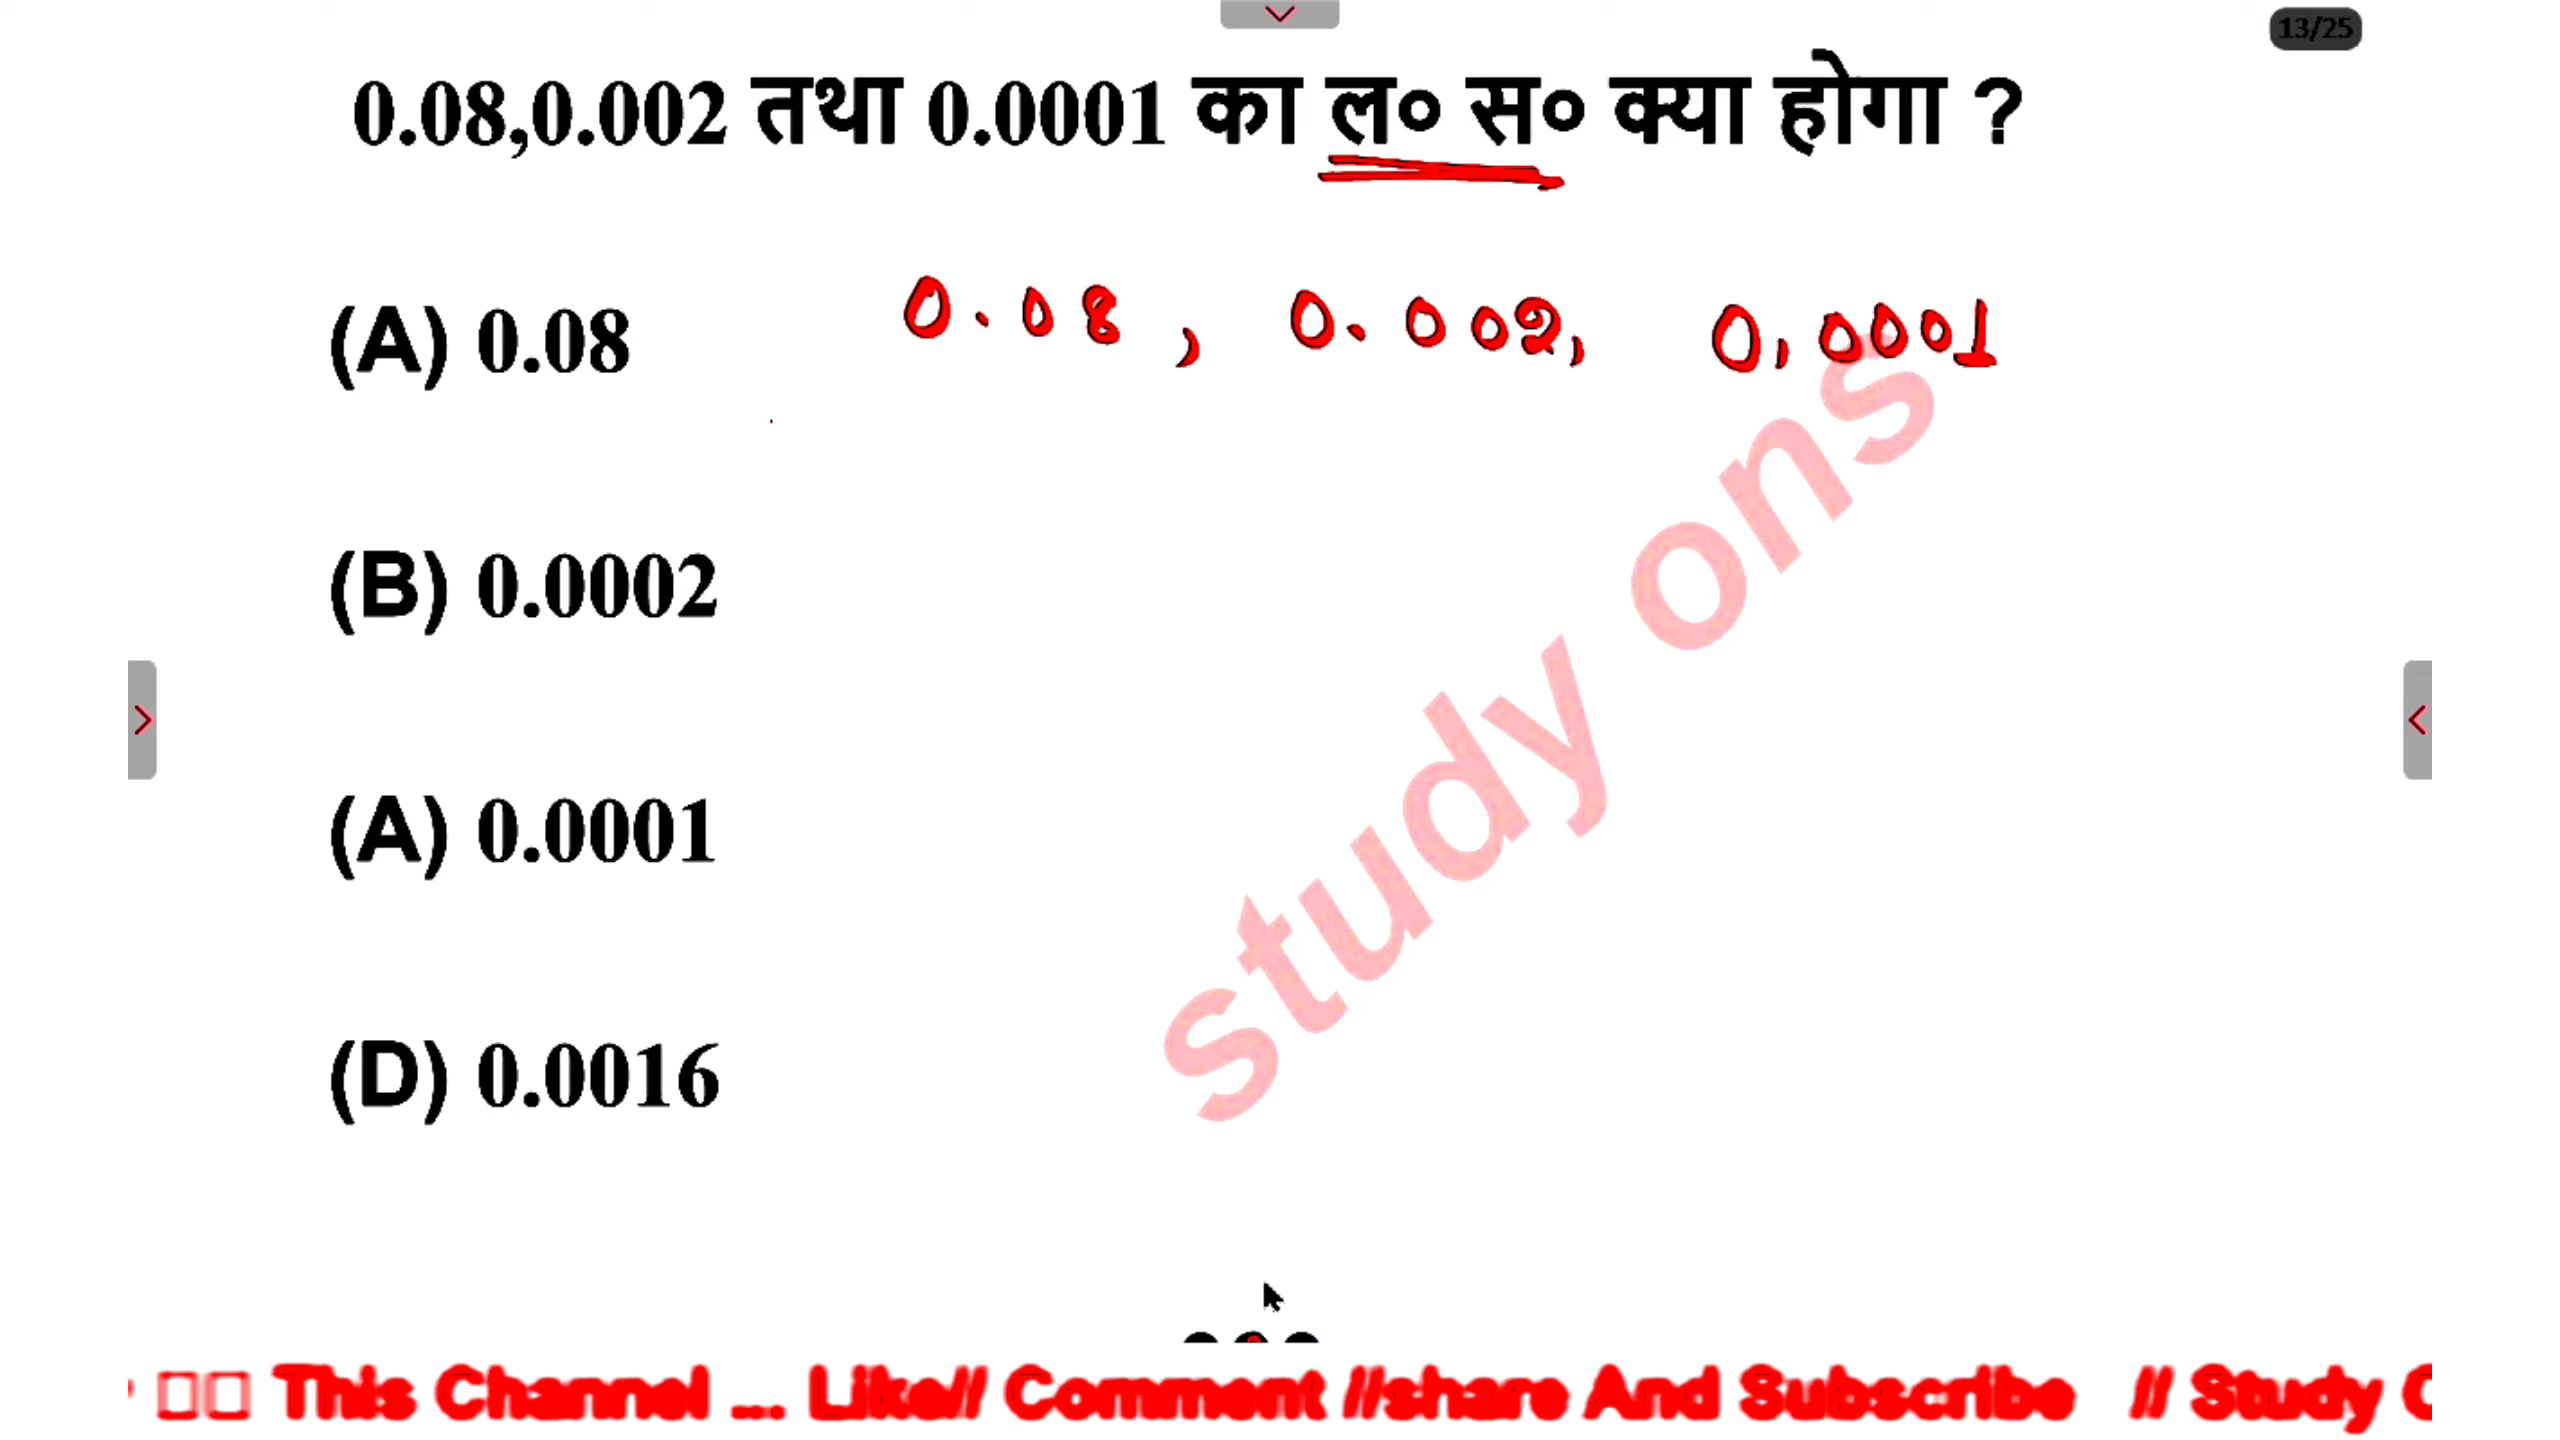 13/25
0.08,0.002 तथा 0.0001 का ल० स० क्या होगा ?
0.08, 0.002, 0,0001
(A) 0.08
(B) 0.0002
(A) 0.0001
(D) 0.0016
study ons
This Channel ... Like// Comment //share And Subscribe // Study